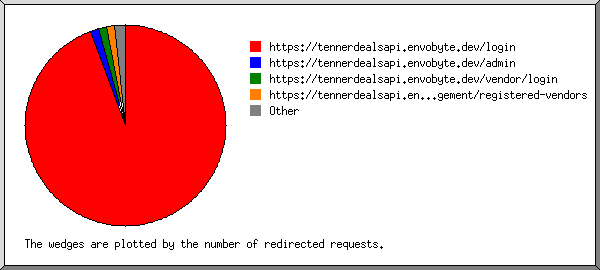 https://tennerdealsapi.envobyte.dev/login
https://tennerdealsapi.envobyte.dev/admin
https://tennerdealsapi.envobyte.dev/vendor/login
https://tennerdealsapi.en...gement/registered-vendors
Other
The wedges are plotted by the number of redirected requests.